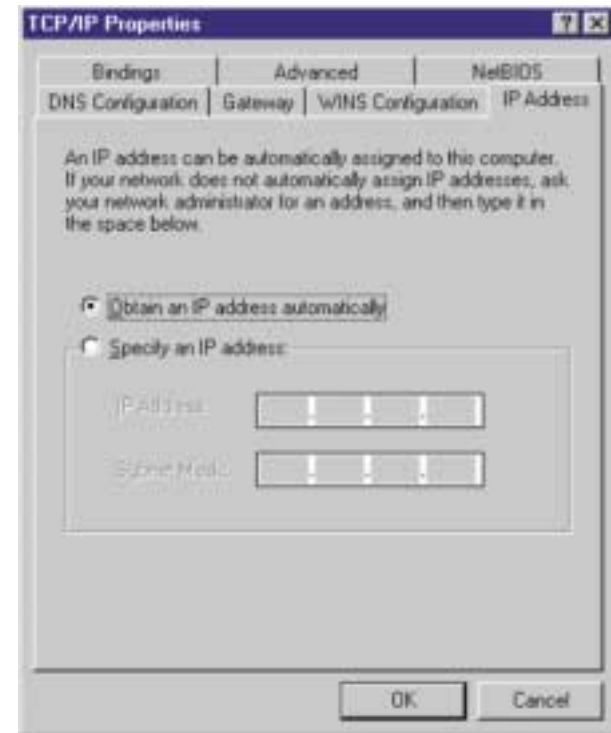 TCP/IP Properties
Bindings
Advanced
NetBIOS
DNS Configuration
Gateway
WINS Configuration
IP Address
An IP address can be automatically assigned to this computer.
If your network does not automatically assign IP addresses, ask
your network administrator for an address, and then type it in
the space below.
Obtain an IP address automatically
Specify an IP address:
IP Address:
Subnet Mask:
OK
Cancel